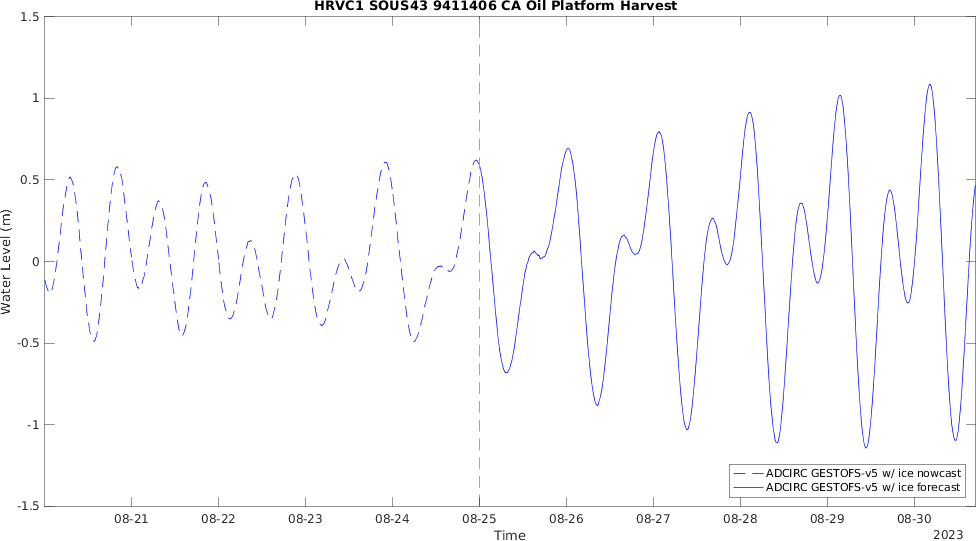 HRVC1 SOUS43 9411406 CA Oil Platform Harvest
1.5
1
0.5
0
-0.5
-1
-1.5
Water Level (m)
08-21 08-22 08-23 08-24 08-25 08-26 08-27 08-28 08-29 08-30
Time
2023
ADCIRC GESTOFS-v5 w/ ice nowcast
ADCIRC GESTOFS-v5 w/ ice forecast